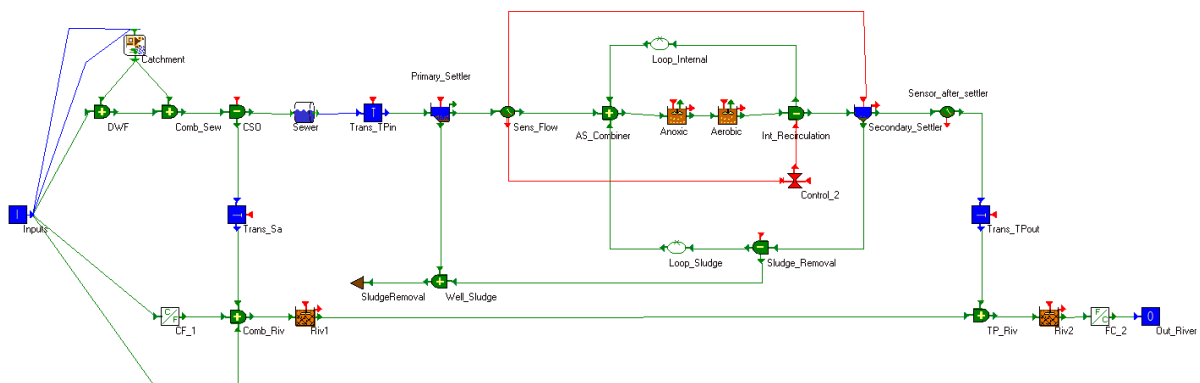 Catchment
Primary_Settler
Loop_Internal
Sensor_after_settler
DWF
Comb_Sew
CSO
Sewer
Trans_TPin
Sens_Flow
AS_Combiner
Anoxic
Aerobic
Int_Recirculation
Secondary_Settler
Control_2
I
Inputs
Trans_Sa
Trans_TPout
Loop_Sludge
Sludge_Removal
SludgeRemoval
Well_Sludge
C/F
CF_1
Comb_Riv
Riv1
TP_Riv
Riv2
F/C
FC_2
O
Out_River